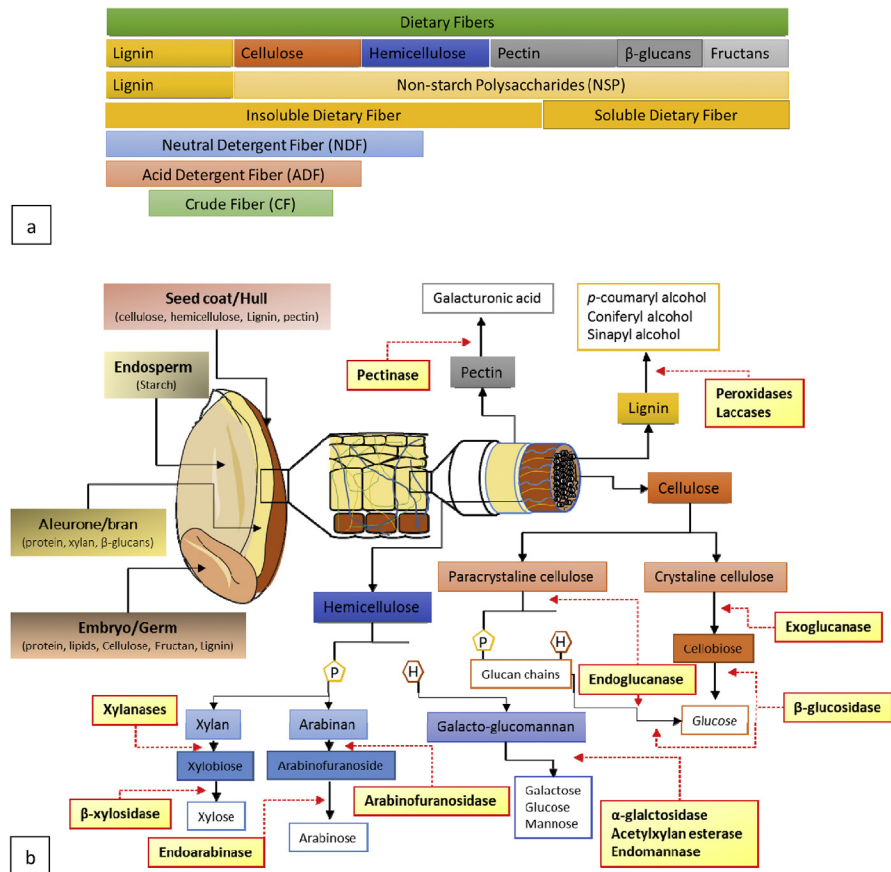 Dietary Fibers
Lignin Cellulose Hemicellulose Pectin β-glucans Fructans
Lignin Non-starch Polysaccharides (NSP)
Insoluble Dietary Fiber Soluble Dietary Fiber
Neutral Detergent Fiber (NDF)
Acid Detergent Fiber (ADF)
Crude Fiber (CF)
a
Seed coat/Hull
(cellulose, hemicellulose, Lignin, pectin)
Endosperm
(Starch)
Aleurone/bran
(protein, xylan, β-glucans)
Embryo/Germ
(protein, lipids, Cellulose, Fructan, Lignin)
Galacturonic acid
Pectinase
Pectin
p-coumaryl alcohol
Coniferyl alcohol
Sinapyl alcohol
Peroxidases
Laccases
Lignin
Cellulose
Paracrystaline cellulose
Crystaline cellulose
Hemicellulose
P
H
P
H
Glucan chains
Endoglucanase
Exoglucanase
Cellobiose
β-glucosidase
Glucose
Xylanases
Xylan
Arabinan
Galacto-glucomannan
Xylobiose
Arabinofuranoside
β-xylosidase
Xylose
Endoarabinase
Arabinose
Arabinofuranosidase
Galactose
Glucose
Mannose
α-glalctosidase
Acetylxylan esterase
Endomannase
b